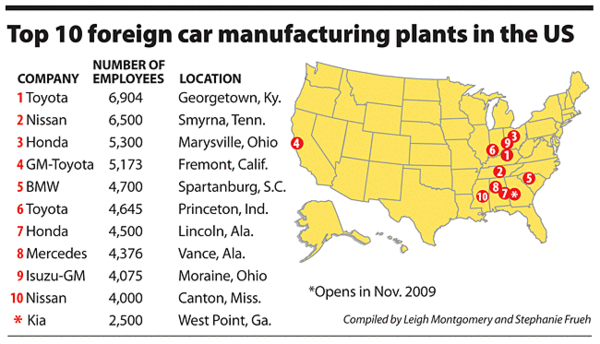 Top 10 foreign car manufacturing plants in the US
COMPANY NUMBER OF EMPLOYEES LOCATION
1 Toyota 6,904 Georgetown, Ky.
2 Nissan 6,500 Smyrna, Tenn.
3 Honda 5,300 Marysville, Ohio
4 GM-Toyota 5,173 Fremont, Calif.
5 BMW 4,700 Spartanburg, S.C.
6 Toyota 4,645 Princeton, Ind.
7 Honda 4,500 Lincoln, Ala.
8 Mercedes 4,376 Vance, Ala.
9 Isuzu-GM 4,075 Moraine, Ohio
10 Nissan 4,000 Canton, Miss.
* Kia 2,500 West Point, Ga.
3
9
4
6
1
2
5
8
7
*
10
*Opens in Nov. 2009
Compiled by Leigh Montgomery and Stephanie Frueh